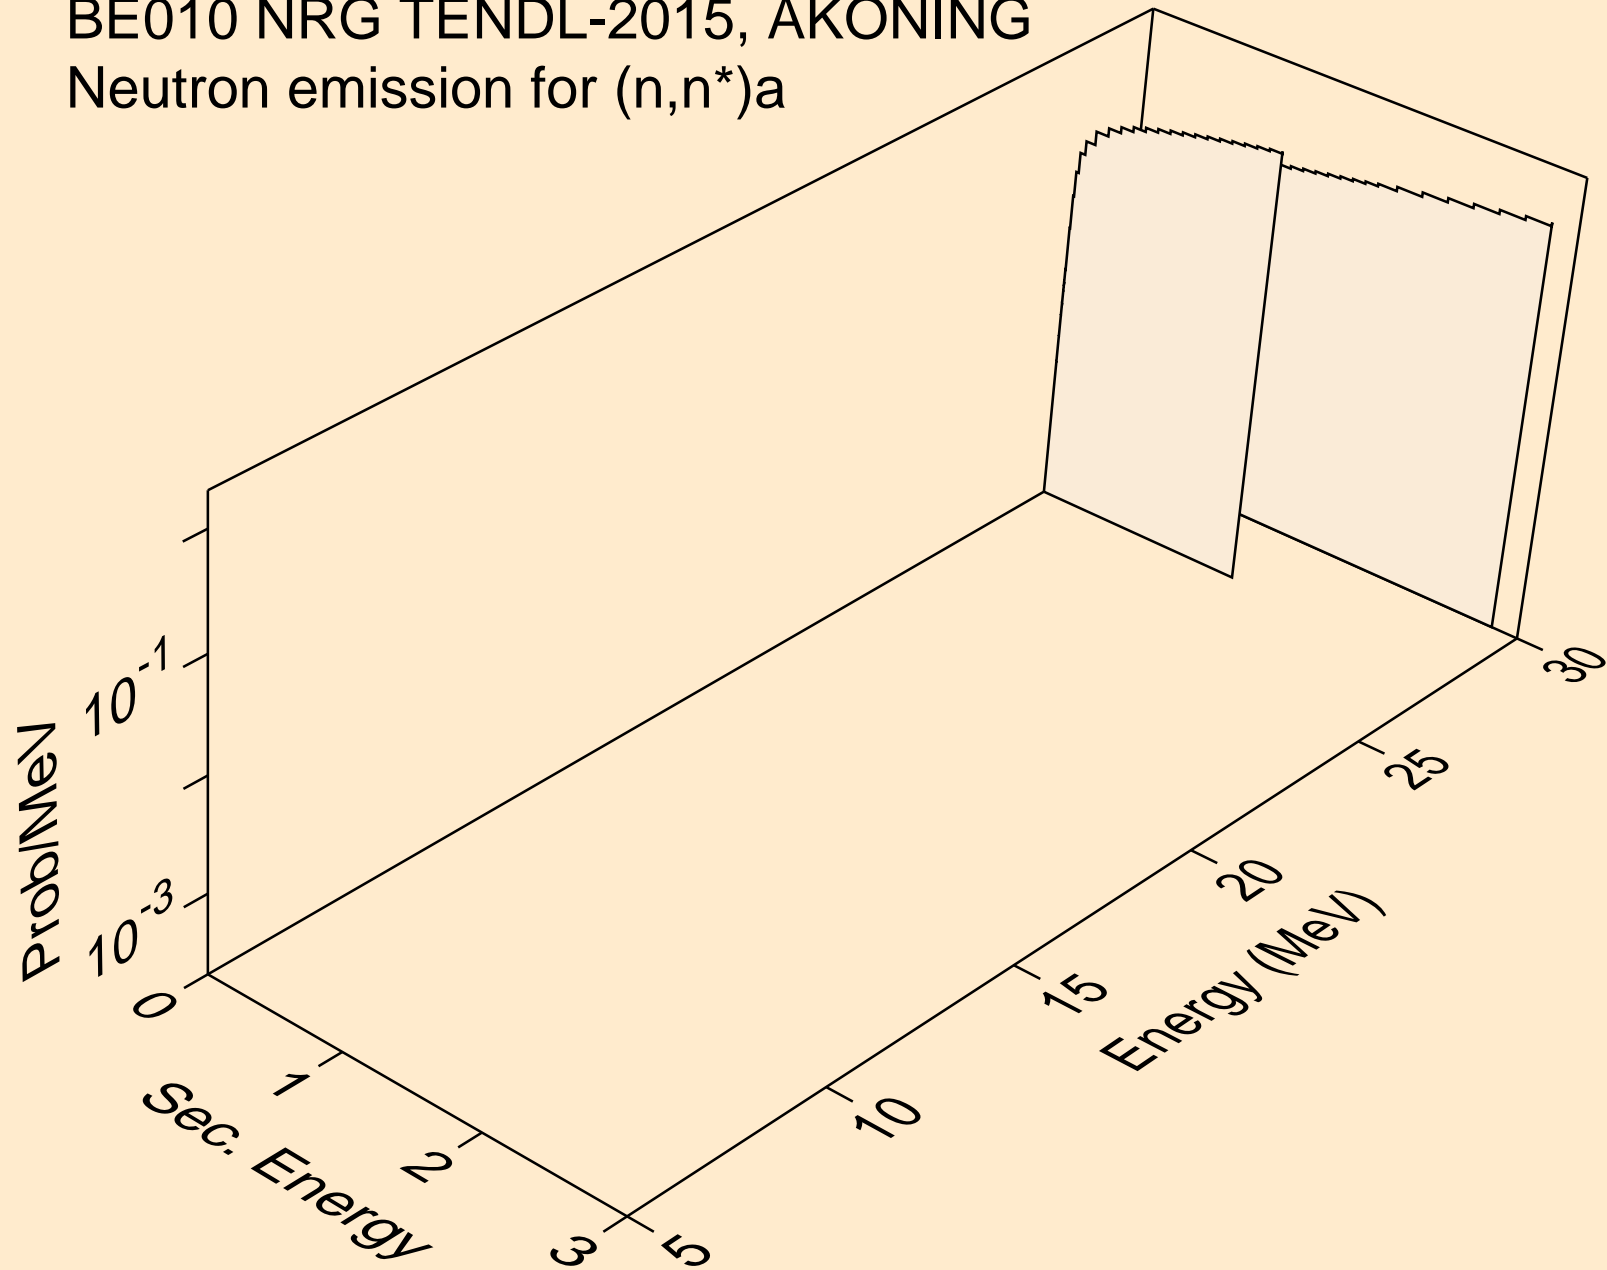 BE010 NRG TENDL-2015, AKONING
Neutron emission for (n,n*)a
10-1
10-3
Prob/MeV
0
1
2
3
Sec. Energy
5
10
15
20
25
30
Energy (MeV)